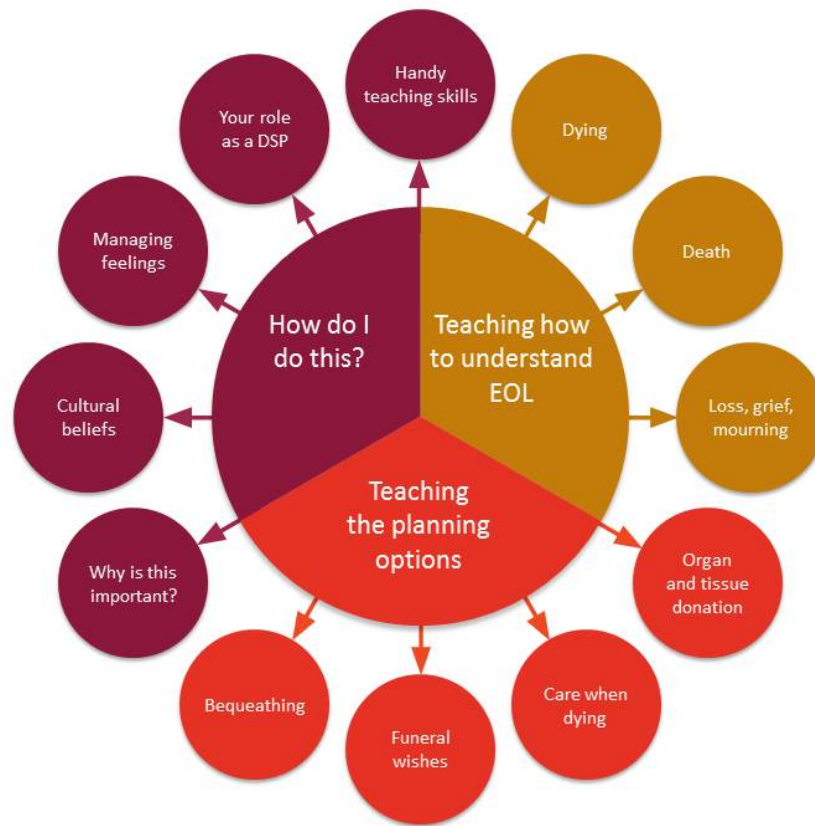 Handy
teaching skills
Your role
as a DSP
Dying
Managing
feelings
Death
How do I
do this?
Teaching how
to understand
EOL
Cultural
beliefs
Loss, grief,
mourning
Teaching
the planning
options
Why is this
important?
Organ
and tissue
donation
Bequeathing
Care when
dying
Funeral
wishes